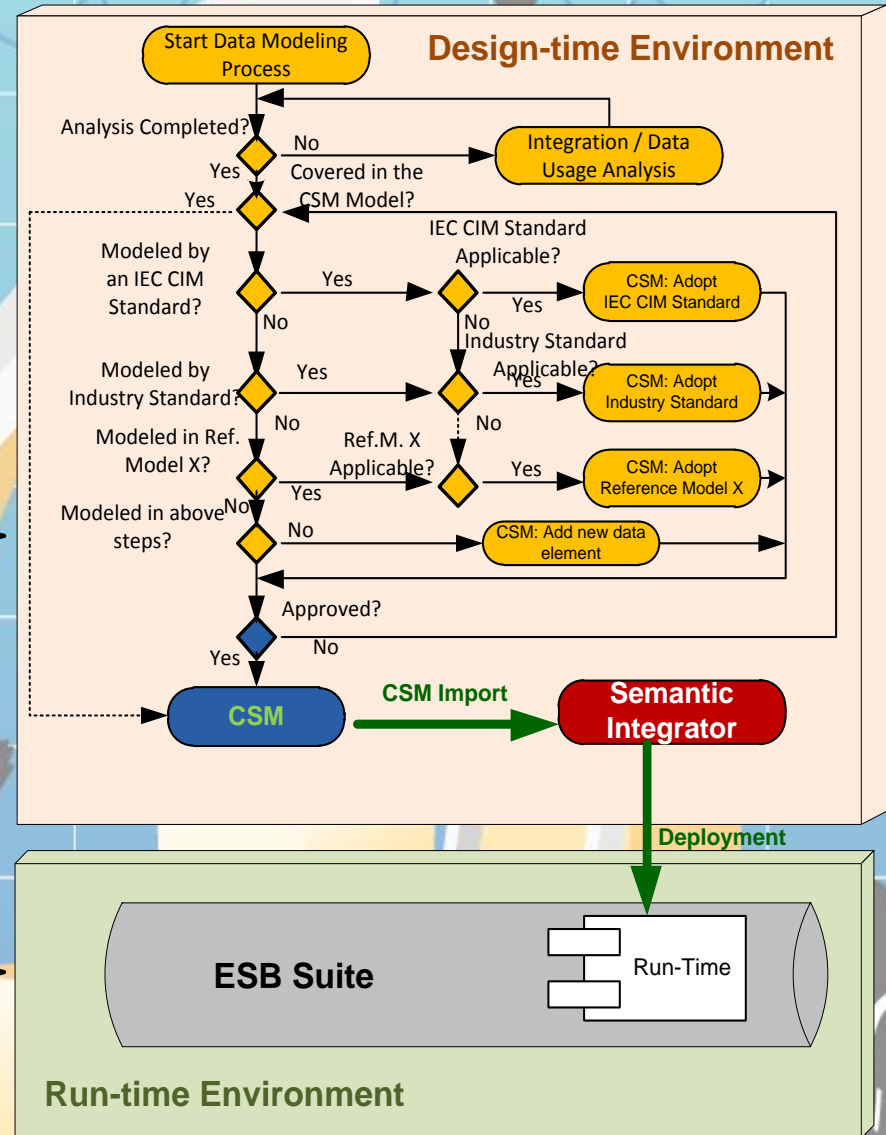 Start Data Modeling
Process
Design-time Environment
Analysis Completed?
No
Integration / Data
Usage Analysis
Yes
Covered in the
CSM Model?
Yes
IEC CIM Standard
Applicable?
Modeled by
an IEC CIM
Standard?
Yes
Yes
CSM: Adopt
IEC CIM Standard
No
No
Industry Standard
Applicable?
Modeled by
Industry Standard?
Yes
Yes
CSM: Adopt
Industry Standard
No
No
Modeled in Ref.
Model X?
Ref.M. X
Applicable?
Yes
Yes
CSM: Adopt
Reference Model X
No
Modeled in above
steps?
No
CSM: Add new data
element
Approved?
No
Yes
CSM
CSM Import
Semantic
Integrator
Deployment
ESB Suite
Run-Time
Run-time Environment